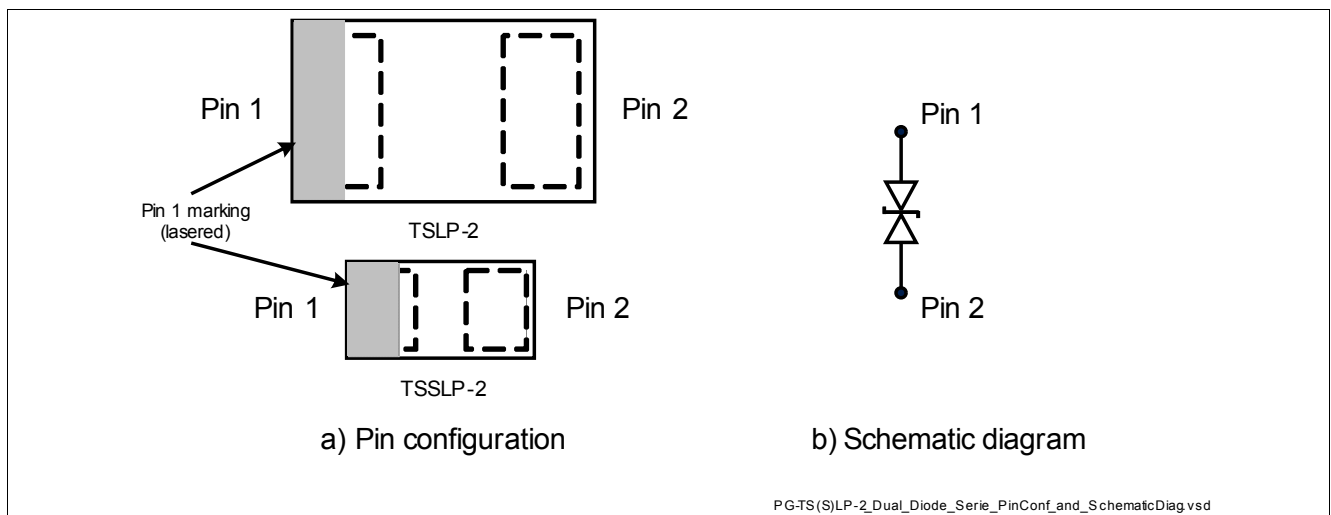 Pin 1
Pin 2
Pin 1 marking
(lasered)
TSLP-2
Pin 1
Pin 2
TSSLP-2
a) Pin configuration
Pin 1
Pin 2
b) Schematic diagram
PG-TS(S)LP-2_Dual_Diode_Serie_PinConf_and_SchematicDiag.vsd